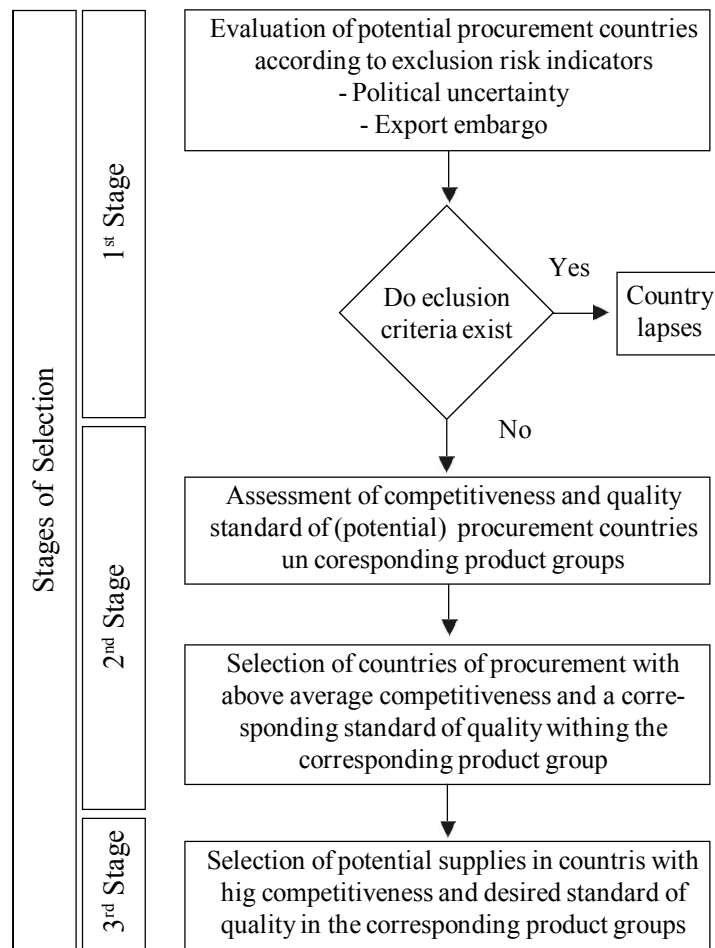 Stages of Selection
1st Stage
Evaluation of potential procurement countries
according to exclusion risk indicators
- Political uncertainty
- Export embargo
Do eclusion
criteria exist
Yes
Country
lapses
No
2nd Stage
Assessment of competitiveness and quality
standard of (potential) procurement countries
un coresponding product groups
Selection of countries of procurement with
above average competitiveness and a corre-
sponding standard of quality withing the
corresponding product group
3rd Stage
Selection of potential supplies in countris with
hig competitiveness and desired standard of
quality in the corresponding product groups